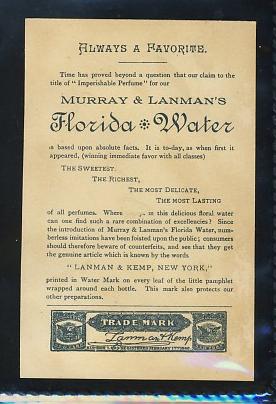 ALWAYS A FAVORITE.
Time has proved beyond a question that our claim to the
title of "Imperishable Perfume" for our
MURRAY & LANMAN'S
Florida Water
is based upon absolute facts. It is to-day, as when first it
appeared, (winning immediate favor with all classes)
THE SWEETEST.
THE RICHEST,
THE MOST DELICATE,
THE MOST LASTING
of all perfumes. Where in this delicious floral water
can one find such a rare combination of excellencies? Since
the introduction of Murray & Lanman's Florida Water, num-
berless imitations have been foisted upon the public; consumers
should therefore beware of counterfeits, and see that they get
the genuine article which is known by the words
"LANMAN & KEMP, NEW YORK,"
printed in Water Mark on every leaf of the little pamphlet
wrapped around each bottle. This mark also protects our
other preparations.
TRADE MARK
Lanman & Kemp